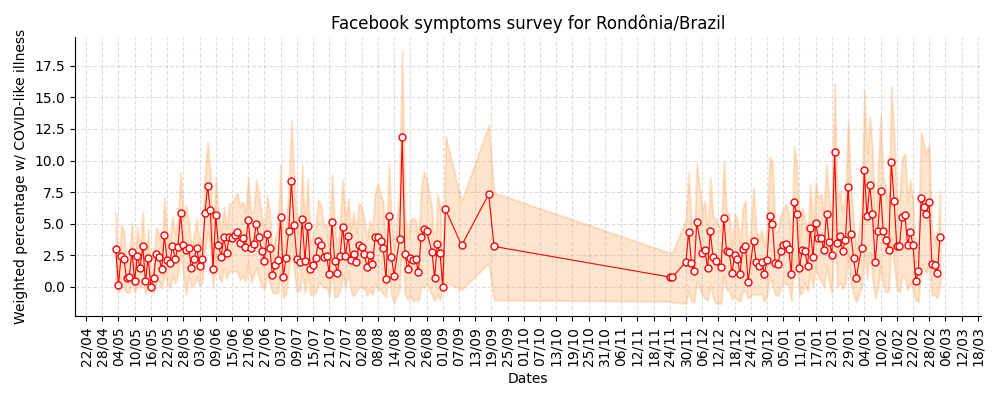 Facebook symptoms survey for Rondônia/Brazil
Weighted percentage w/ COVID-like illness
17.5
15.0
12.5
10.0
7.5
5.0
2.5
0.0
22/04 28/04 04/05 10/05 16/05 22/05 28/05 03/06 09/06 15/06 21/06 27/06 03/07 09/07 15/07 21/07 27/07 02/08 08/08 14/08 20/08 26/08 01/09 07/09 13/09 19/09 25/09 01/10 07/10 13/10 19/10 25/10 31/10 06/11 12/11 18/11 24/11 30/11 06/12 12/12 18/12 24/12 30/12 05/01 11/01 17/01 23/01 29/01 04/02 10/02 16/02 22/02 28/02 06/03 12/03 18/03
Dates